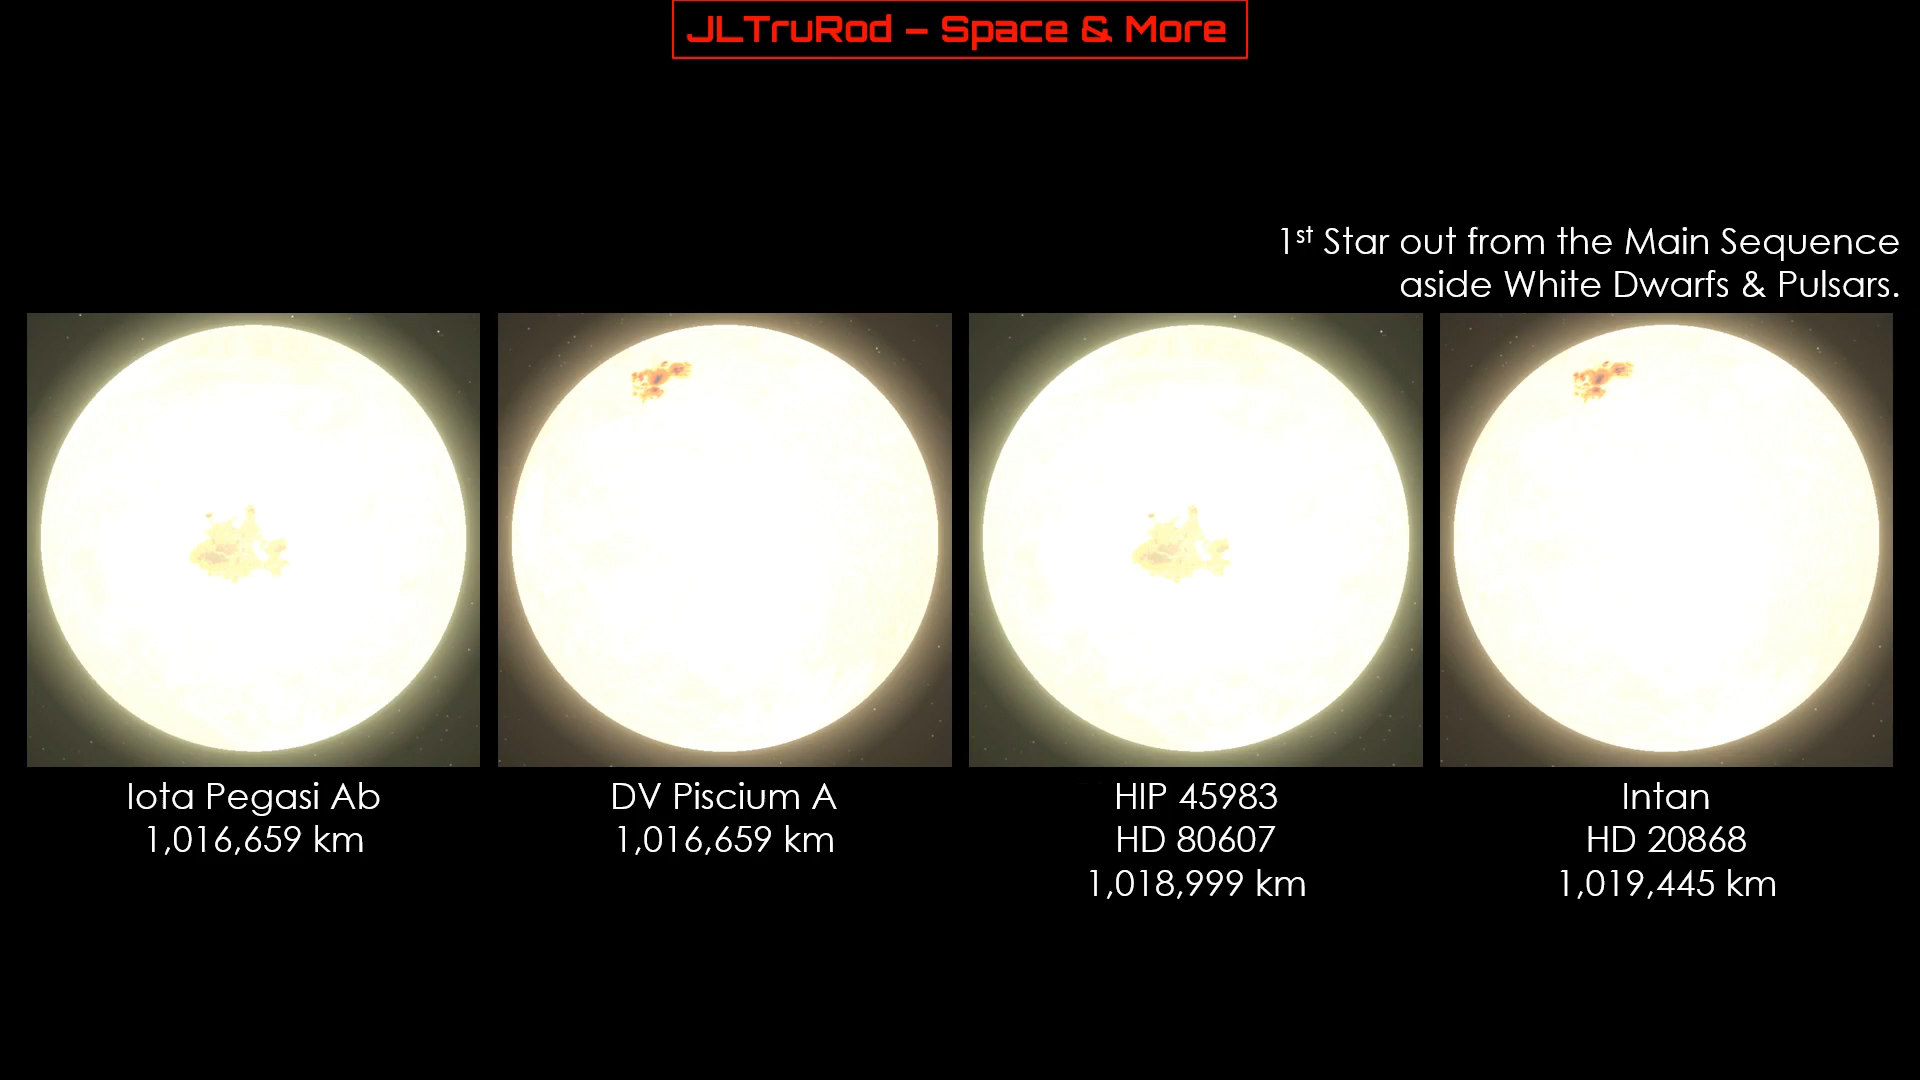 JLTruRod – Space & More
1st Star out from the Main Sequence
aside White Dwarfs & Pulsars.
Iota Pegasi Ab
1,016,659 km
DV Piscium A
1,016,659 km
HIP 45983
HD 80607
1,018,999 km
Intan
HD 20868
1,019,445 km